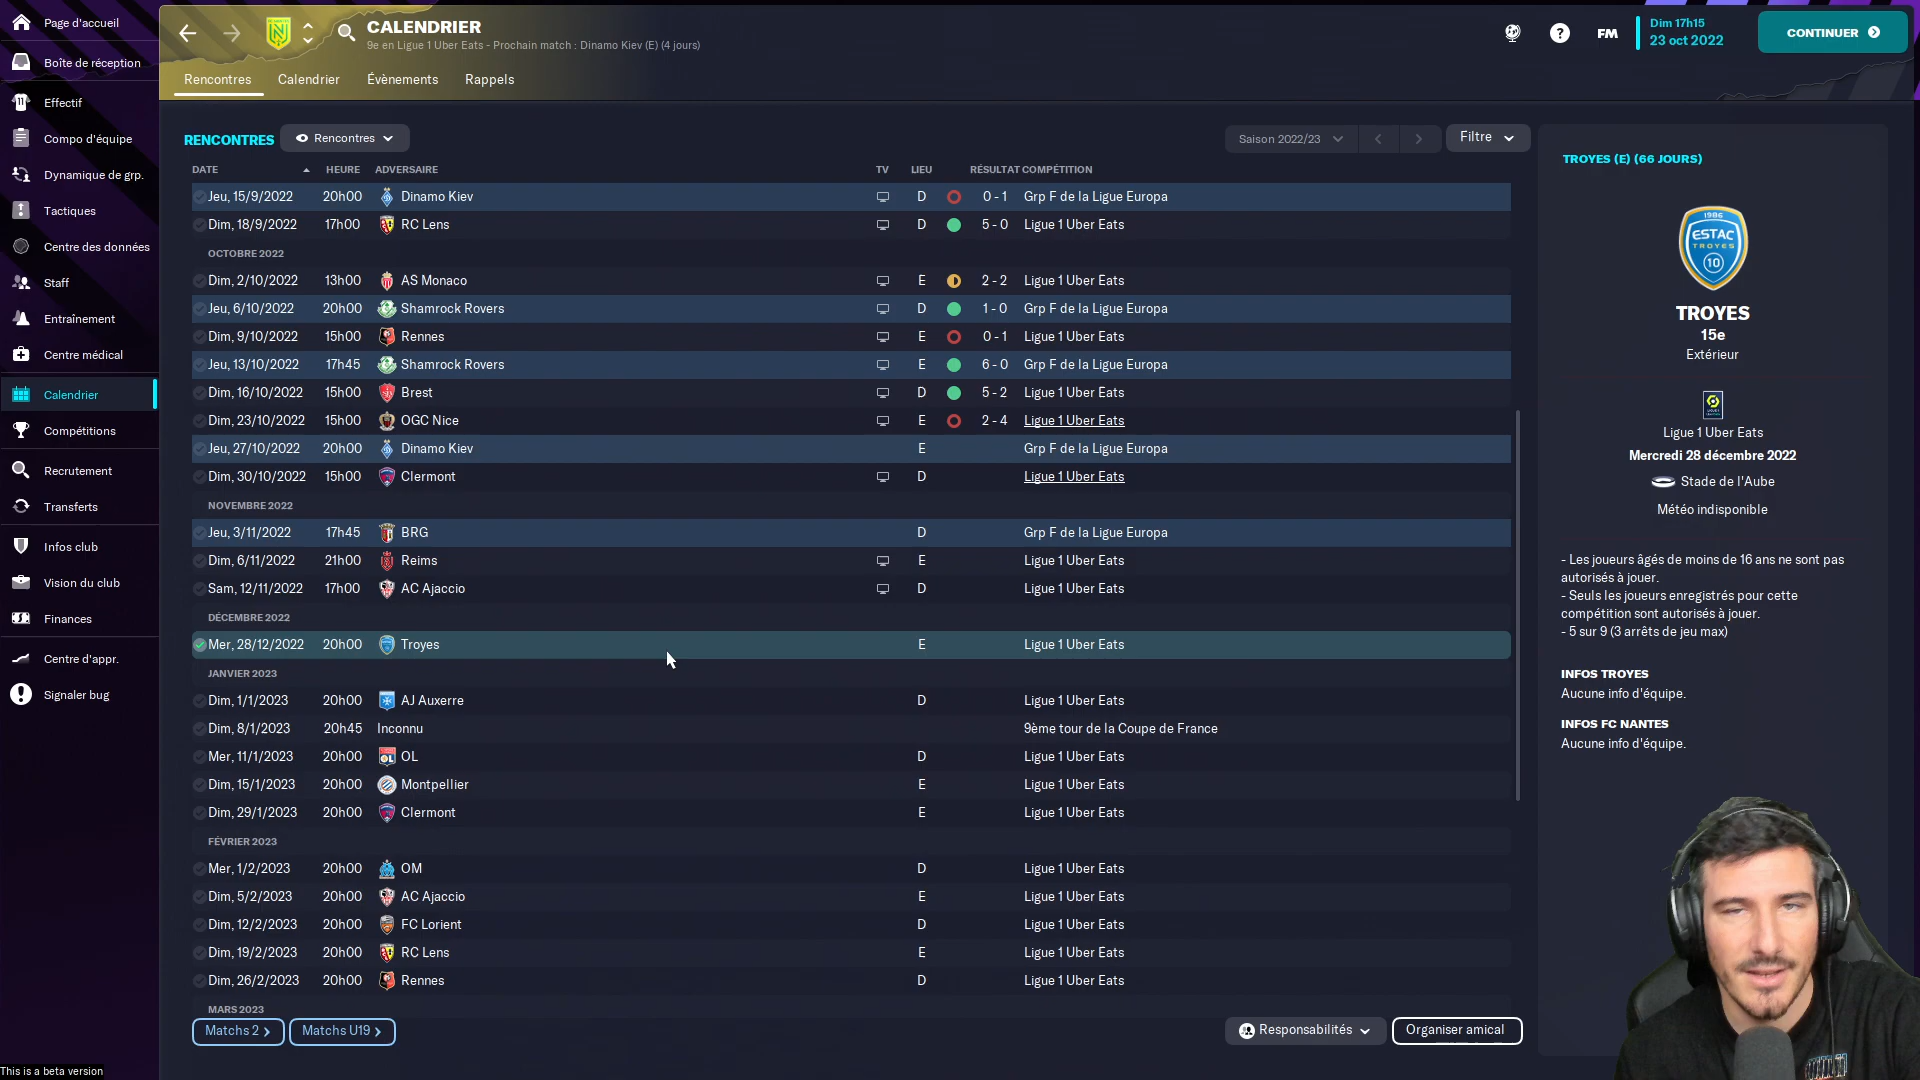 Page d'accueil
Boîte de réception
Effectif
Compo d'équipe
Dynamique de grp.
Tactiques
Centre des données
Staff
Entraînement
Centre médical
Calendrier
Compétitions
Recrutement
Transferts
Infos club
Vision du club
Finances
Centre d'appr.
Signaler bug
This is a beta version
CALENDRIER
9e en Ligue 1 Uber Eats - Prochain match : Dinamo Kiev (E) (4 jours)
FM
Dim 17h15
23 oct 2022
CONTINUER
Rencontres Calendrier Évènements Rappels
RENCONTRES Rencontres Saison 2022/23 Filtre
DATE HEURE ADVERSAIRE TV LIEU RÉSULTAT COMPÉTITION
Jeu, 15/9/2022 20h00 Dinamo Kiev D 0 - 1 Grp F de la Ligue Europa
Dim, 18/9/2022 17h00 RC Lens D 5 - 0 Ligue 1 Uber Eats
OCTOBRE 2022
Dim, 2/10/2022 13h00 AS Monaco E 2 - 2 Ligue 1 Uber Eats
Jeu, 6/10/2022 20h00 Shamrock Rovers D 1 - 0 Grp F de la Ligue Europa
Dim, 9/10/2022 15h00 Rennes E 0 - 1 Ligue 1 Uber Eats
Jeu, 13/10/2022 17h45 Shamrock Rovers E 6 - 0 Grp F de la Ligue Europa
Dim, 16/10/2022 15h00 Brest D 5 - 2 Ligue 1 Uber Eats
Dim, 23/10/2022 15h00 OGC Nice E 2 - 4 Ligue 1 Uber Eats
Jeu, 27/10/2022 20h00 Dinamo Kiev E Grp F de la Ligue Europa
Dim, 30/10/2022 15h00 Clermont D Ligue 1 Uber Eats
NOVEMBRE 2022
Jeu, 3/11/2022 17h45 BRG D Grp F de la Ligue Europa
Dim, 6/11/2022 21h00 Reims E Ligue 1 Uber Eats
Sam, 12/11/2022 17h00 AC Ajaccio D Ligue 1 Uber Eats
DÉCEMBRE 2022
Mer, 28/12/2022 20h00 Troyes E Ligue 1 Uber Eats
JANVIER 2023
Dim, 1/1/2023 20h00 AJ Auxerre D Ligue 1 Uber Eats
Dim, 8/1/2023 20h45 Inconnu 9ème tour de la Coupe de France
Mer, 11/1/2023 20h00 OL D Ligue 1 Uber Eats
Dim, 15/1/2023 20h00 Montpellier E Ligue 1 Uber Eats
Dim, 29/1/2023 20h00 Clermont E Ligue 1 Uber Eats
FÉVRIER 2023
Mer, 1/2/2023 20h00 OM D Ligue 1 Uber Eats
Dim, 5/2/2023 20h00 AC Ajaccio E Ligue 1 Uber Eats
Dim, 12/2/2023 20h00 FC Lorient D Ligue 1 Uber Eats
Dim, 19/2/2023 20h00 RC Lens E Ligue 1 Uber Eats
Dim, 26/2/2023 20h00 Rennes D Ligue 1 Uber Eats
MARS 2023
Matchs 2 Matchs U19 Responsabilités Organiser amical
TROYES (E) (66 JOURS)
1986
ESTAC
TROYES
10
TROYES
15e
Extérieur
Ligue 1 Uber Eats
Mercredi 28 décembre 2022
Stade de l'Aube
Météo indisponible
- Les joueurs âgés de moins de 16 ans ne sont pas
autorisés à jouer.
- Seuls les joueurs enregistrés pour cette
compétition sont autorisés à jouer.
- 5 sur 9 (3 arrêts de jeu max)
INFOS TROYES
Aucune info d'équipe.
INFOS FC NANTES
Aucune info d'équipe.